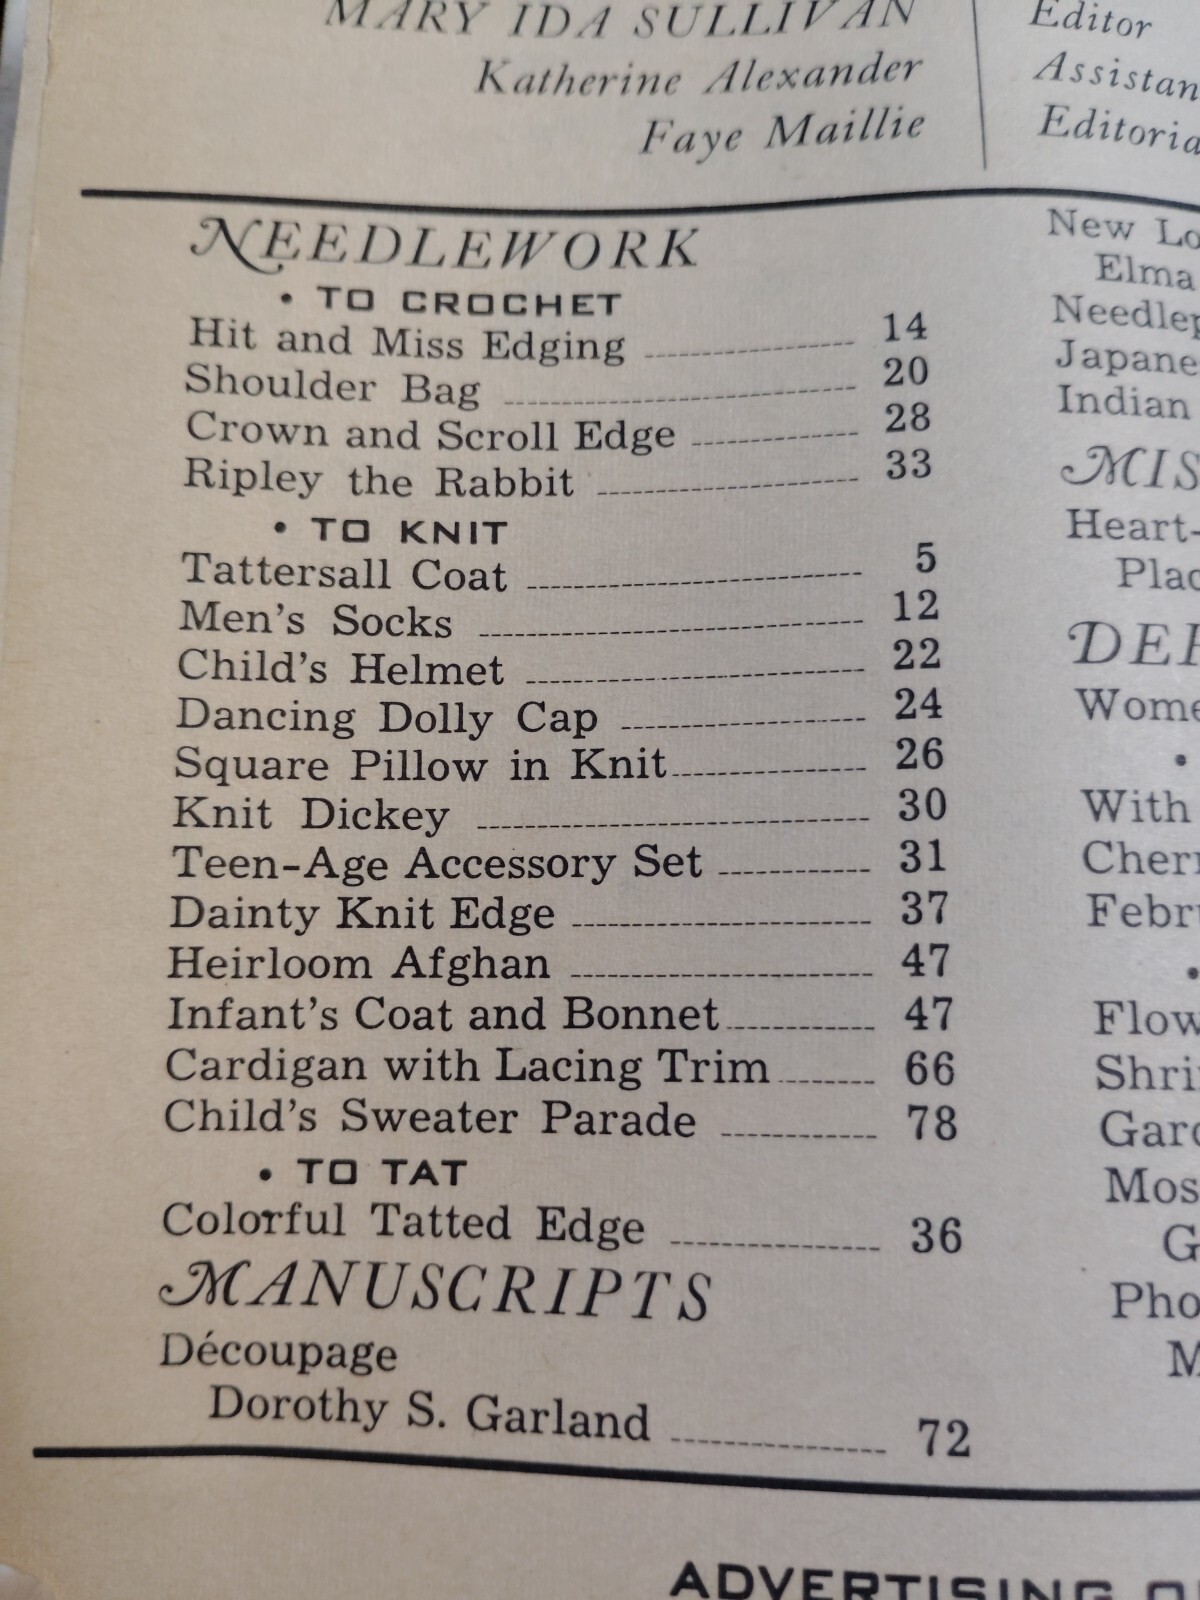 MARY IDA SULLIVAN
Katherine Alexander
Faye Maillie
Editor
NEEDLEWORK
• TO CROCHET
Hit and Miss Edging 14
Shoulder Bag 20
Crown and Scroll Edge 28
Ripley the Rabbit 33
• TO KNIT
Tattersall Coat 5
Men's Socks 12
Child's Helmet 22
Dancing Dolly Cap 24
Square Pillow in Knit 26
Knit Dickey 30
Teen-Age Accessory Set 31
Dainty Knit Edge 37
Heirloom Afghan 47
Infant's Coat and Bonnet 47
Cardigan with Lacing Trim 66
Child's Sweater Parade 78
• TO TAT
Colorful Tatted Edge 36
MANUSCRIPTS
Découpage
Dorothy S. Garland 72
New
Elma
Indian
Heart-
•
With
•
ADVERTISING